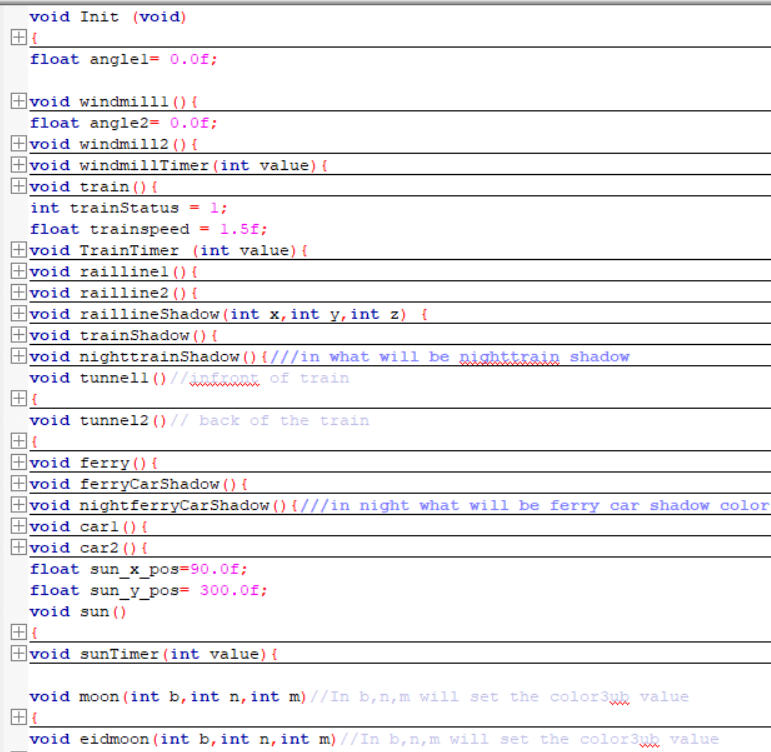 void Init (void)
{
float angle1= 0.0f;
void windmill1(){
float angle2= 0.0f;
void windmill2(){
void windmillTimer(int value){
void train(){
int trainStatus = 1;
float trainspeed = 1.5f;
void TrainTimer (int value){
void railline1(){
void railline2(){
void raillineShadow(int x,int y,int z) {
void trainShadow(){
void nighttrainShadow(){///in what will be nighttrain shadow
void tunnel1()//infront of train
{
void tunnel2()// back of the train
{
void ferry(){
void ferryCarShadow(){
void nightferryCarShadow(){///in night what will be ferry car shadow color
void car1(){
void car2(){
float sun_x_pos=90.0f;
float sun_y_pos= 300.0f;
void sun()
{
void sunTimer(int value){
void moon(int b,int n,int m)//In b,n,m will set the color3ub value
{
void eidmoon(int b,int n,int m)//In b,n,m will set the color3ub value